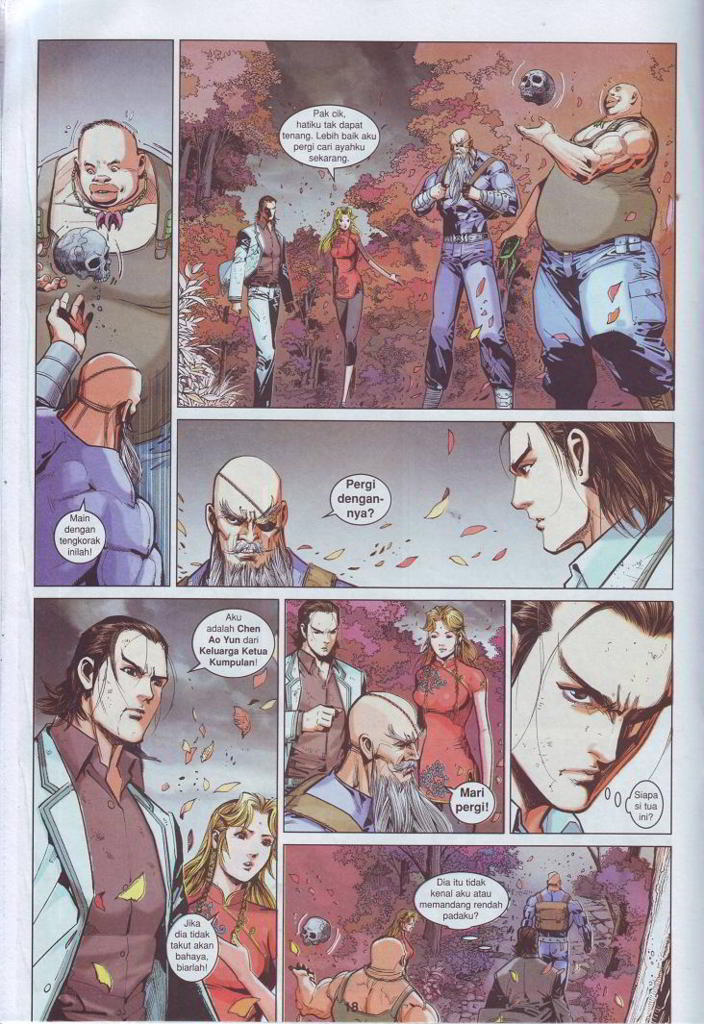 Main
dengan
tengkorak
inilah!
Pak cik,
hatiku tak dapat
tenang. Lebih baik aku
pergi cari ayahku
sekarang.
Pergi
dengan-
nya?
Aku
adalah Chen
Ao Yun dari
Keluarga Ketua
Kumpulan!
Jika
dia tidak
takut akan
bahaya,
biarlah!
Mari
pergi!
Siapa
si tua
ini?
Dia itu tidak
kenal aku atau
memandang rendah
padaku?
18